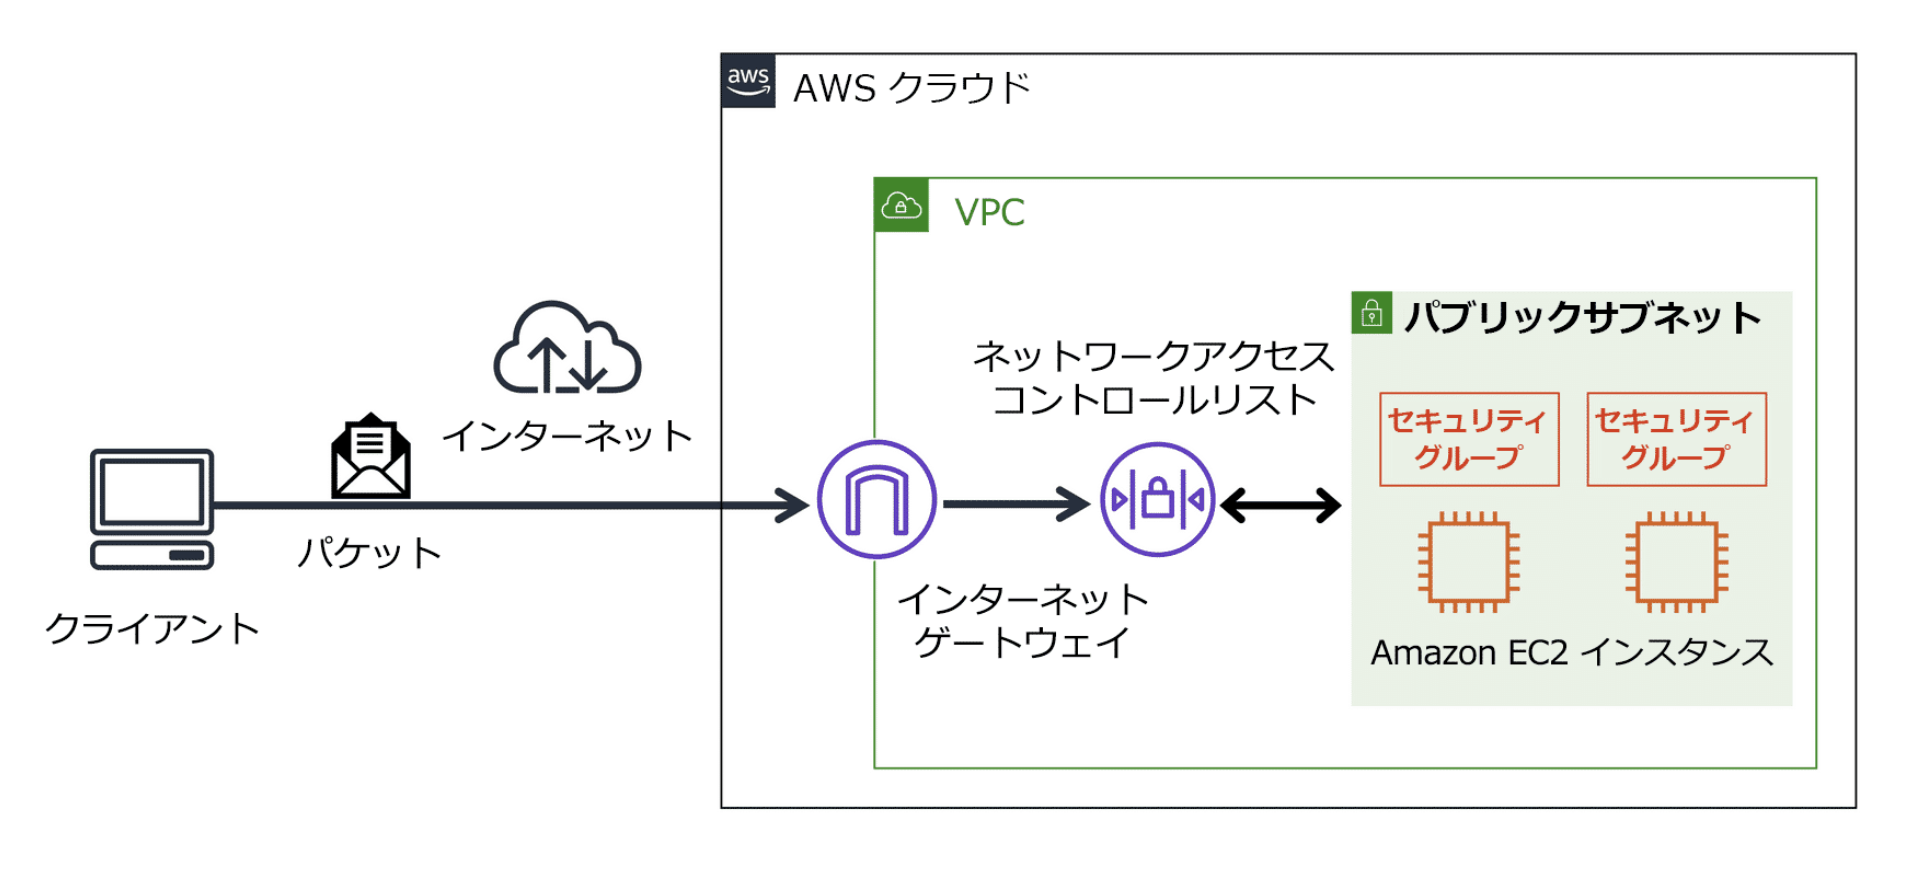 aws
AWS クラウド
VPC
パブリックサブネット
ネットワークアクセス
コントロールリスト
セキュリティ
グループ
セキュリティ
グループ
インターネット
パケット
クライアント
インターネット
ゲートウェイ
Amazon EC2 インスタンス